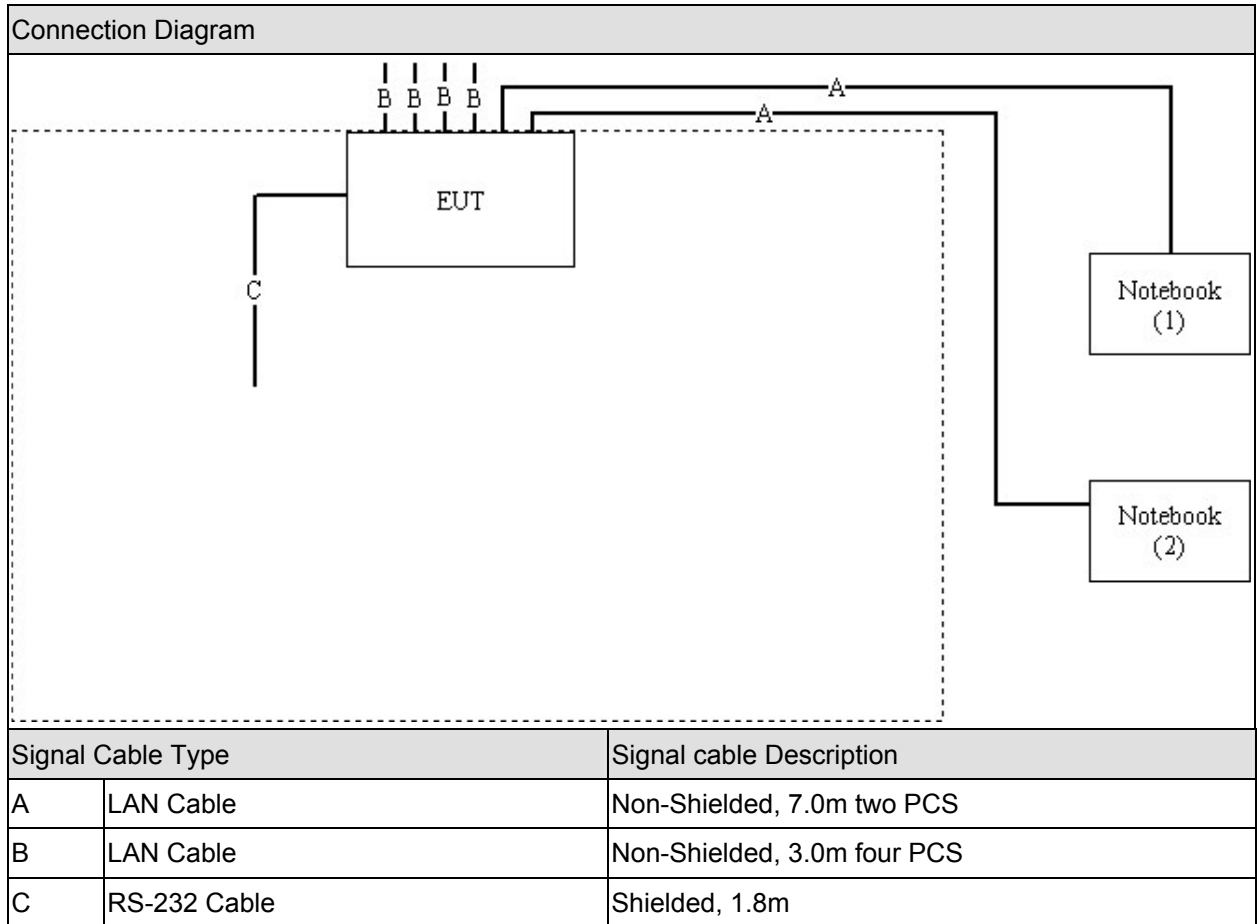 Connection Diagram
B B B B
A
A
EUT
C
Notebook
(1)
Notebook
(2)
Signal Cable Type Signal cable Description
A LAN Cable Non-Shielded, 7.0m two PCS
B LAN Cable Non-Shielded, 3.0m four PCS
C RS-232 Cable Shielded, 1.8m